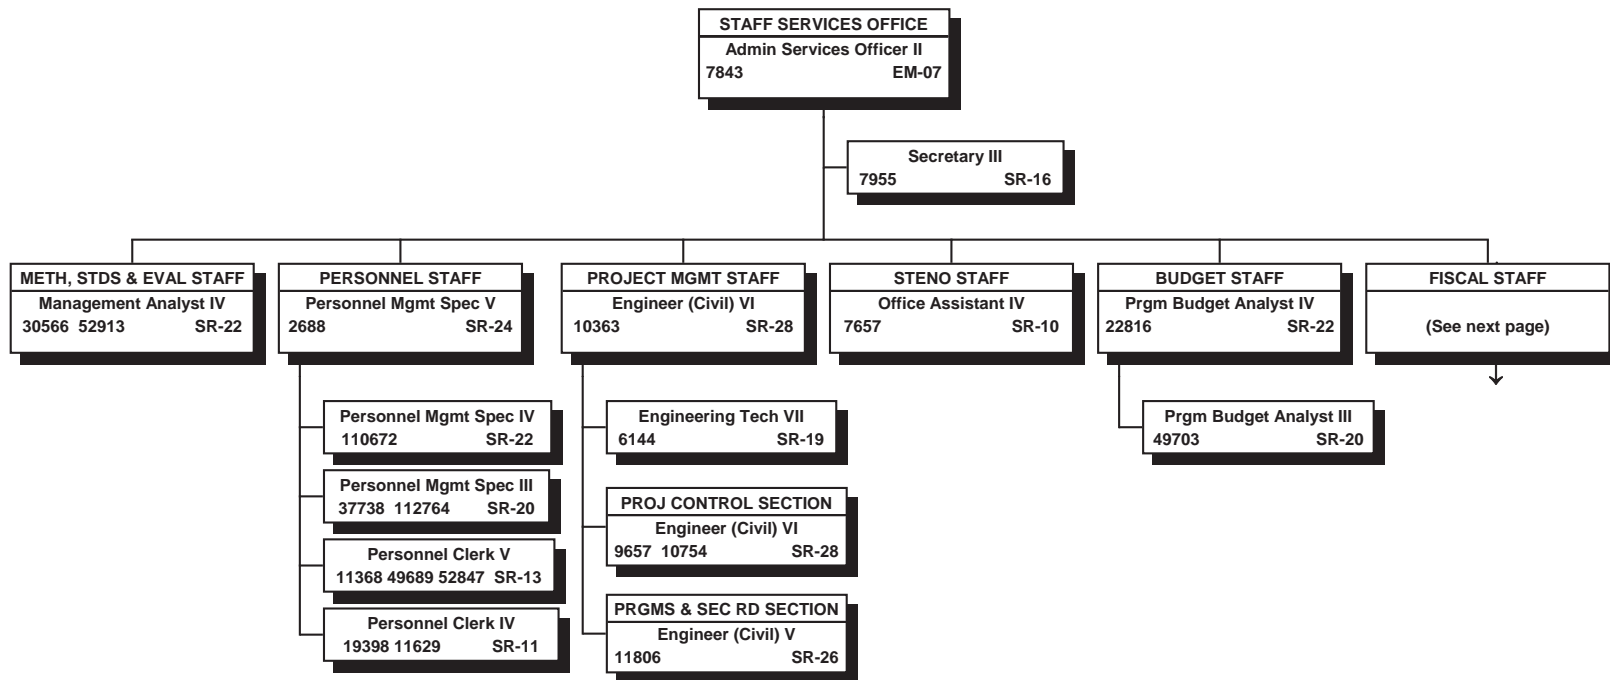 STAFF SERVICES OFFICE
Admin Services Officer II
7843 EM-07
Secretary III
7955 SR-16
METH, STDS & EVAL STAFF
Management Analyst IV
30566 52913 SR-22
PERSONNEL STAFF
Personnel Mgmt Spec V
2688 SR-24
PROJECT MGMT STAFF
Engineer (Civil) VI
10363 SR-28
STENO STAFF
Office Assistant IV
7657 SR-10
BUDGET STAFF
Prgm Budget Analyst IV
22816 SR-22
FISCAL STAFF
(See next page)
Personnel Mgmt Spec IV
110672 SR-22
Personnel Mgmt Spec III
37738 112764 SR-20
Personnel Clerk V
11368 49689 52847 SR-13
Personnel Clerk IV
19398 11629 SR-11
Engineering Tech VII
6144 SR-19
PROJ CONTROL SECTION
Engineer (Civil) VI
9657 10754 SR-28
PRGMS & SEC RD SECTION
Engineer (Civil) V
11806 SR-26
Prgm Budget Analyst III
49703 SR-20